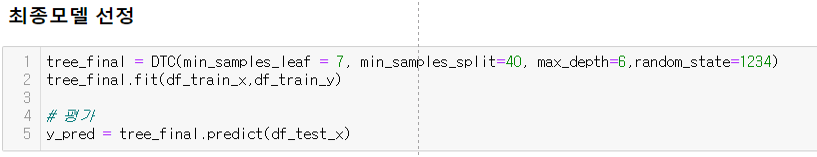 최종모델 선정
1 tree_final = DTC(min_samples_leaf = 7, min_samples_split=40, max_depth=6,random_state=1234)
2 tree_final.fit(df_train_x,df_train_y)
3
4 # 평가
5 y_pred = tree_final.predict(df_test_x)